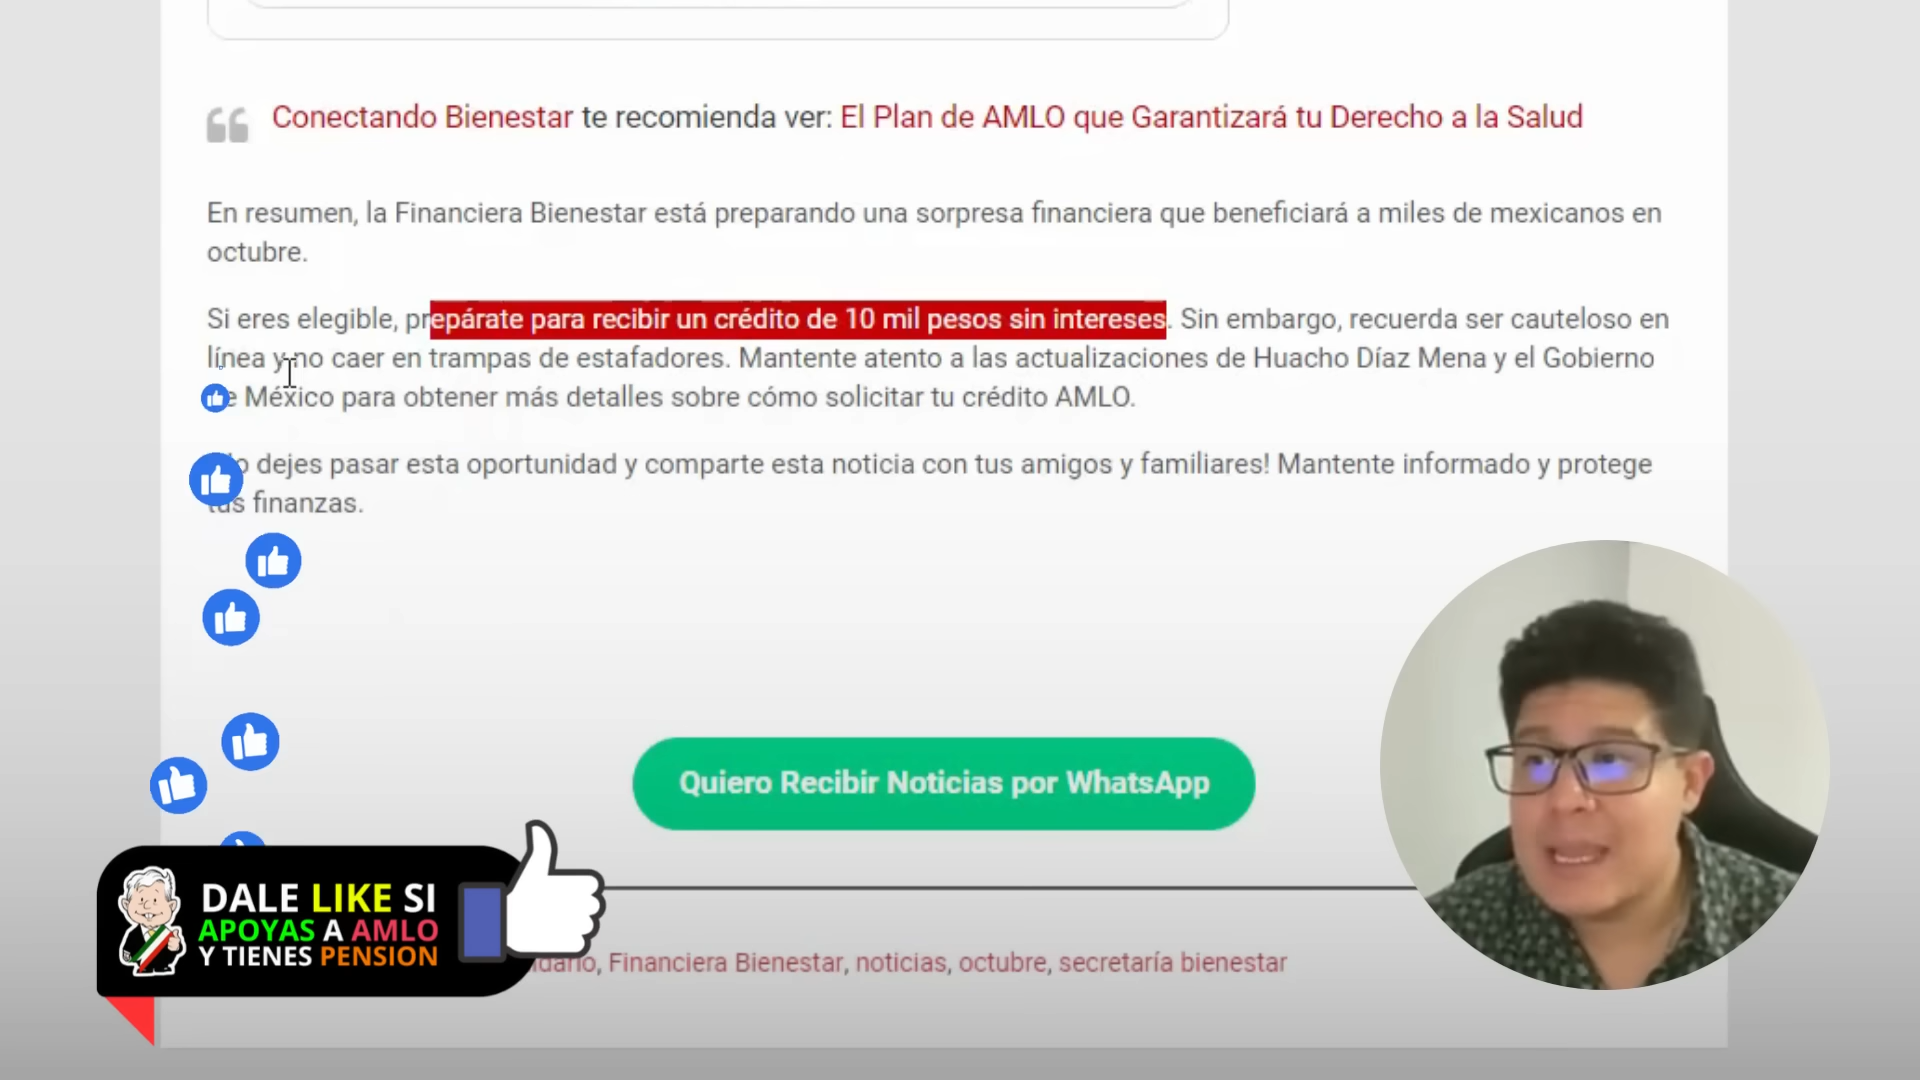 Conectando Bienestar te recomienda ver: El Plan de AMLO que Garantizará tu Derecho a la Salud
En resumen, la Financiera Bienestar está preparando una sorpresa financiera que beneficiará a miles de mexicanos en
octubre.
Si eres elegible, prepárate para recibir un crédito de 10 mil pesos sin intereses. Sin embargo, recuerda ser cauteloso en
línea y no caer en trampas de estafadores. Mantente atento a las actualizaciones de Huacho Díaz Mena y el Gobierno
México para obtener más detalles sobre cómo solicitar tu crédito AMLO.
dejes pasar esta oportunidad y comparte esta noticia con tus amigos y familiares! Mantente informado y protege
tus finanzas.
Quiero Recibir Noticias por WhatsApp
DALE LIKE SI
APOYAS A AMLO
Y TIENES PENSION
Financiera Bienestar, noticias, octubre, secretaría bienestar